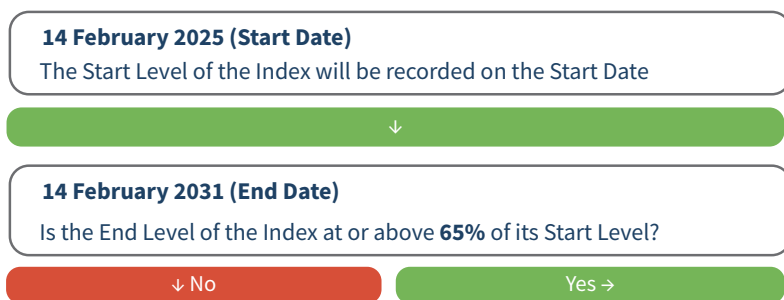 14 February 2025 (Start Date)
The Start Level of the Index will be recorded on the Start Date
↓
14 February 2031 (End Date)
Is the End Level of the Index at or above 65% of its Start Level?
↓ No
Yes →